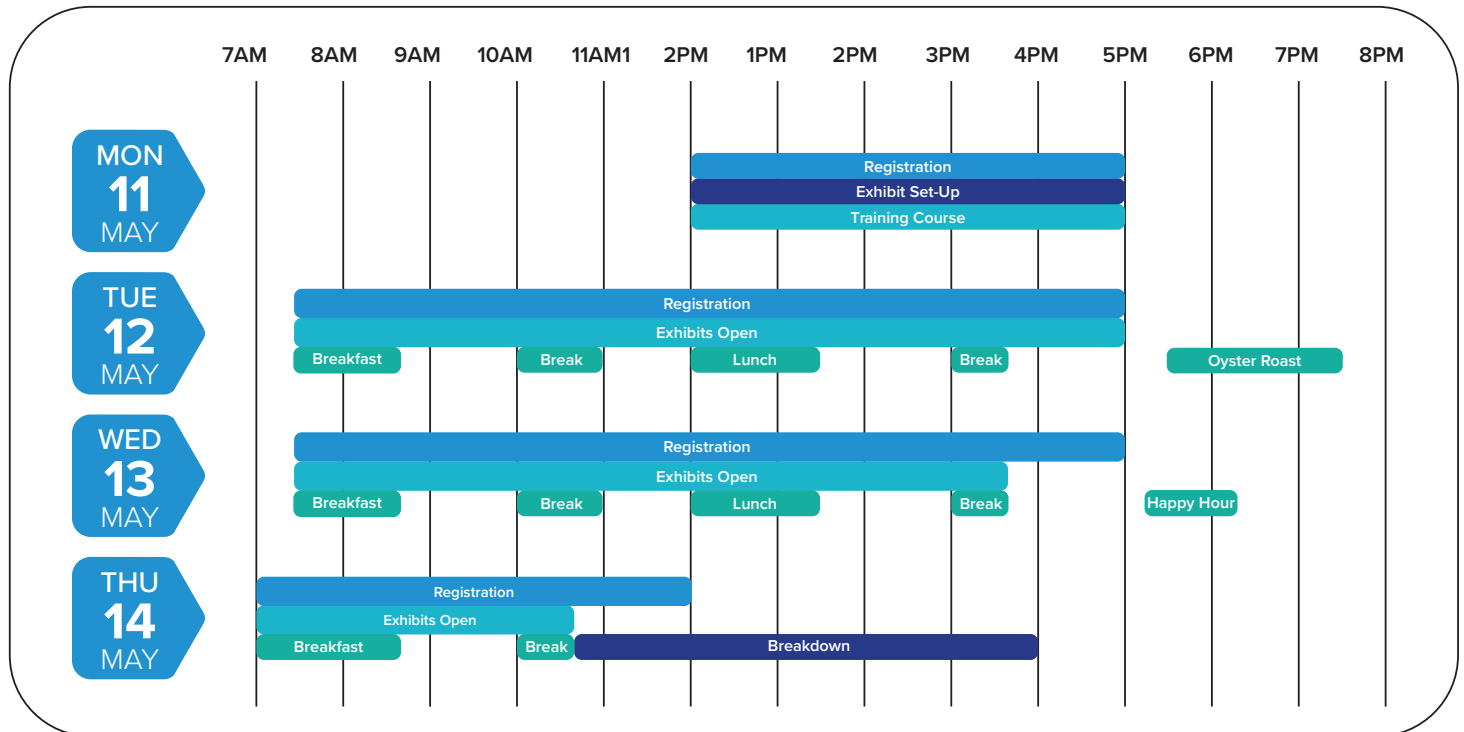 7AM 8AM 9AM 10AM 11AM1 2PM 1PM 2PM 3PM 4PM 5PM 6PM 7PM 8PM
MON
11
MAY
Registration
Exhibit Set-Up
Training Course
TUE
12
MAY
Registration
Exhibits Open
Breakfast Break Lunch Break Oyster Roast
WED
13
MAY
Registration
Exhibits Open
Breakfast Break Lunch Break Happy Hour
THU
14
MAY
Registration
Exhibits Open
Breakfast Break Breakdown